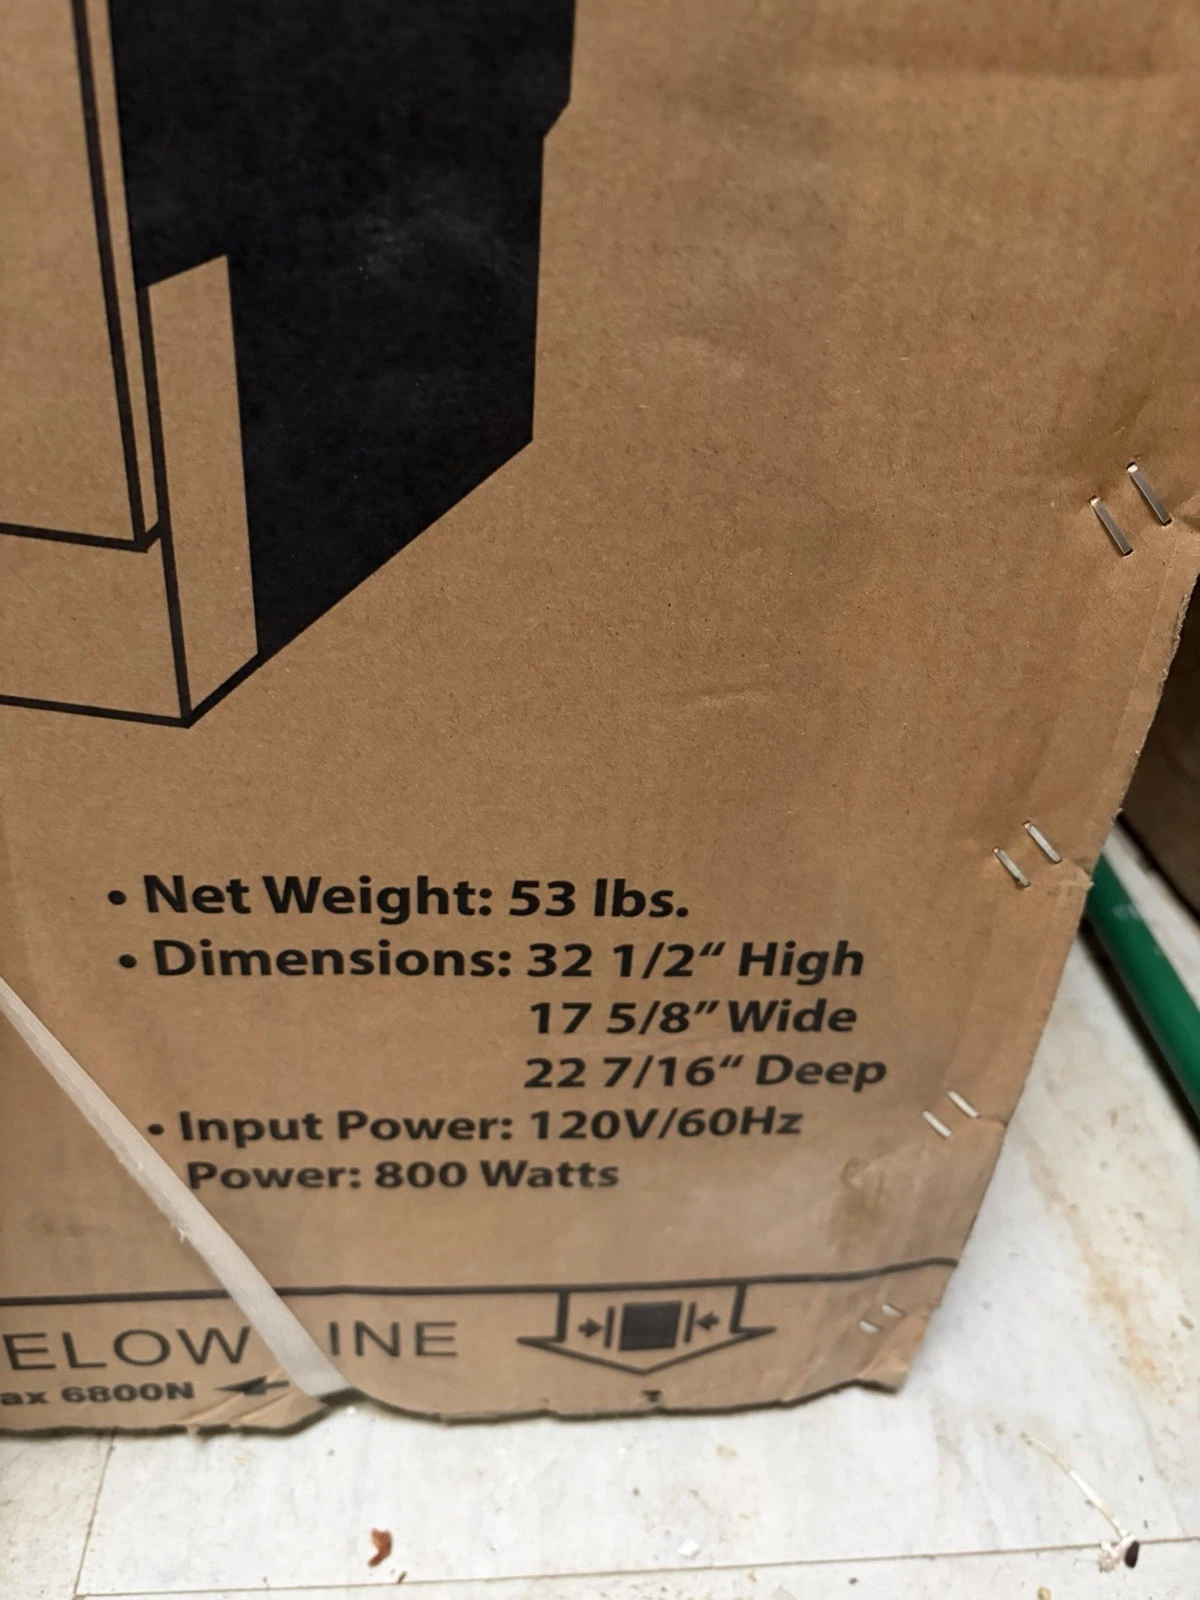 • Net Weight: 53 lbs.
• Dimensions: 32 1/2“ High
17 5/8” Wide
22 7/16“ Deep
• Input Power: 120V/60Hz
Power: 800 Watts
ELOW INE
ax 6800N